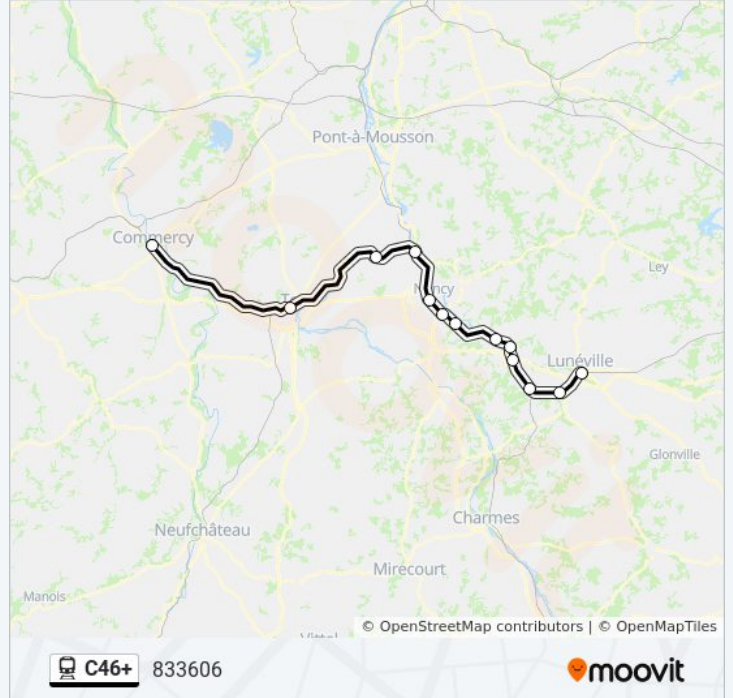 Pont-à-Mousson
Commercy
Ley
Nancy
Lunéville
Glonville
Charmes
Neufchâteau
Mirecourt
Manois
© OpenStreetMap contributors | © OpenMapTiles
C46+ 833606
moovit